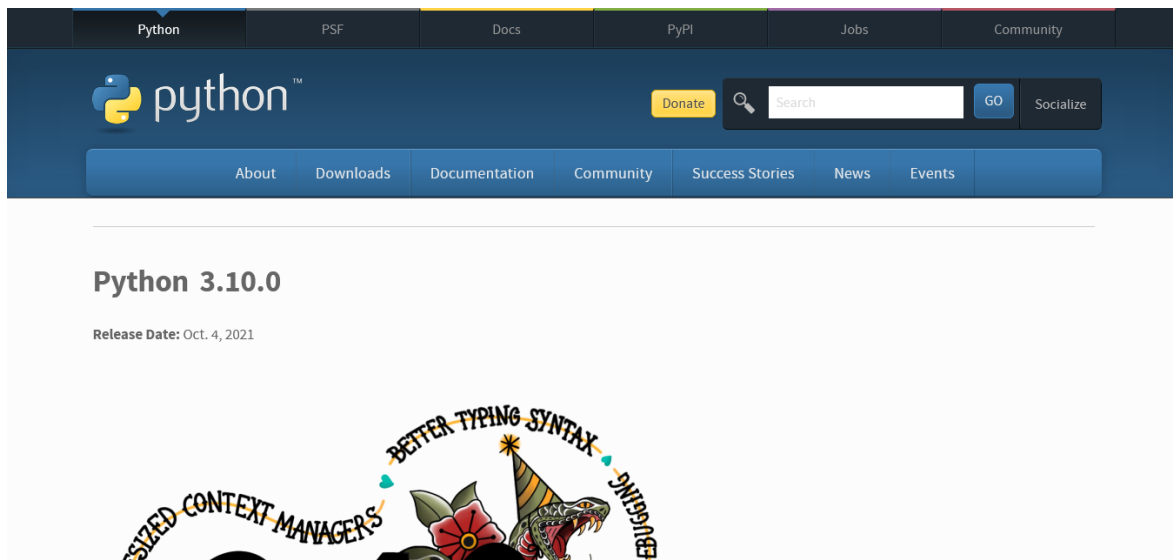 Python PSF Docs PyPI Jobs Community
python™
Donate Search GO Socialize
About Downloads Documentation Community Success Stories News Events
Python 3.10.0
Release Date: Oct. 4, 2021
BETTER TYPING SYNTAX
CONTEXT MANAGERS